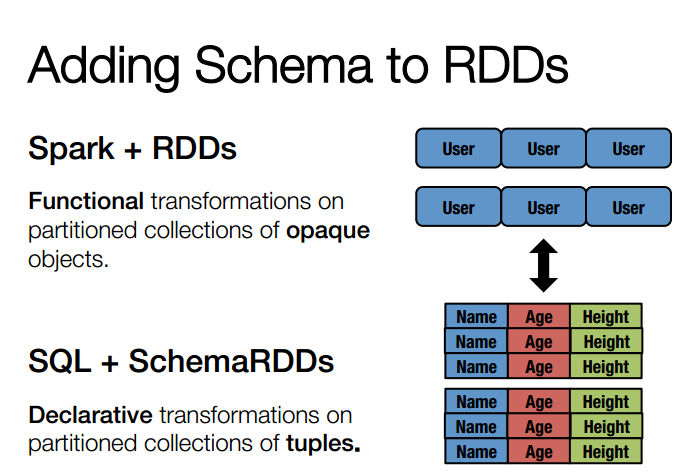 Adding Schema to RDDs
Spark + RDDs
Functional transformations on
partitioned collections of opaque
objects.
User User User
User User User
SQL + SchemaRDDs
Declarative transformations on
partitioned collections of tuples.
Name Age Height
Name Age Height
Name Age Height
Name Age Height
Name Age Height
Name Age Height